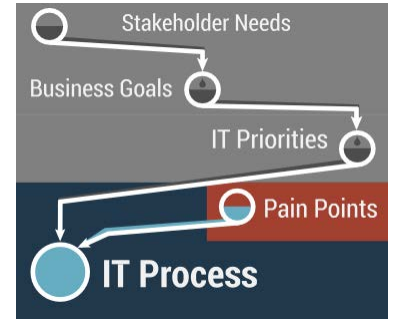 Stakeholder Needs
Business Goals
IT Priorities
Pain Points
IT Process